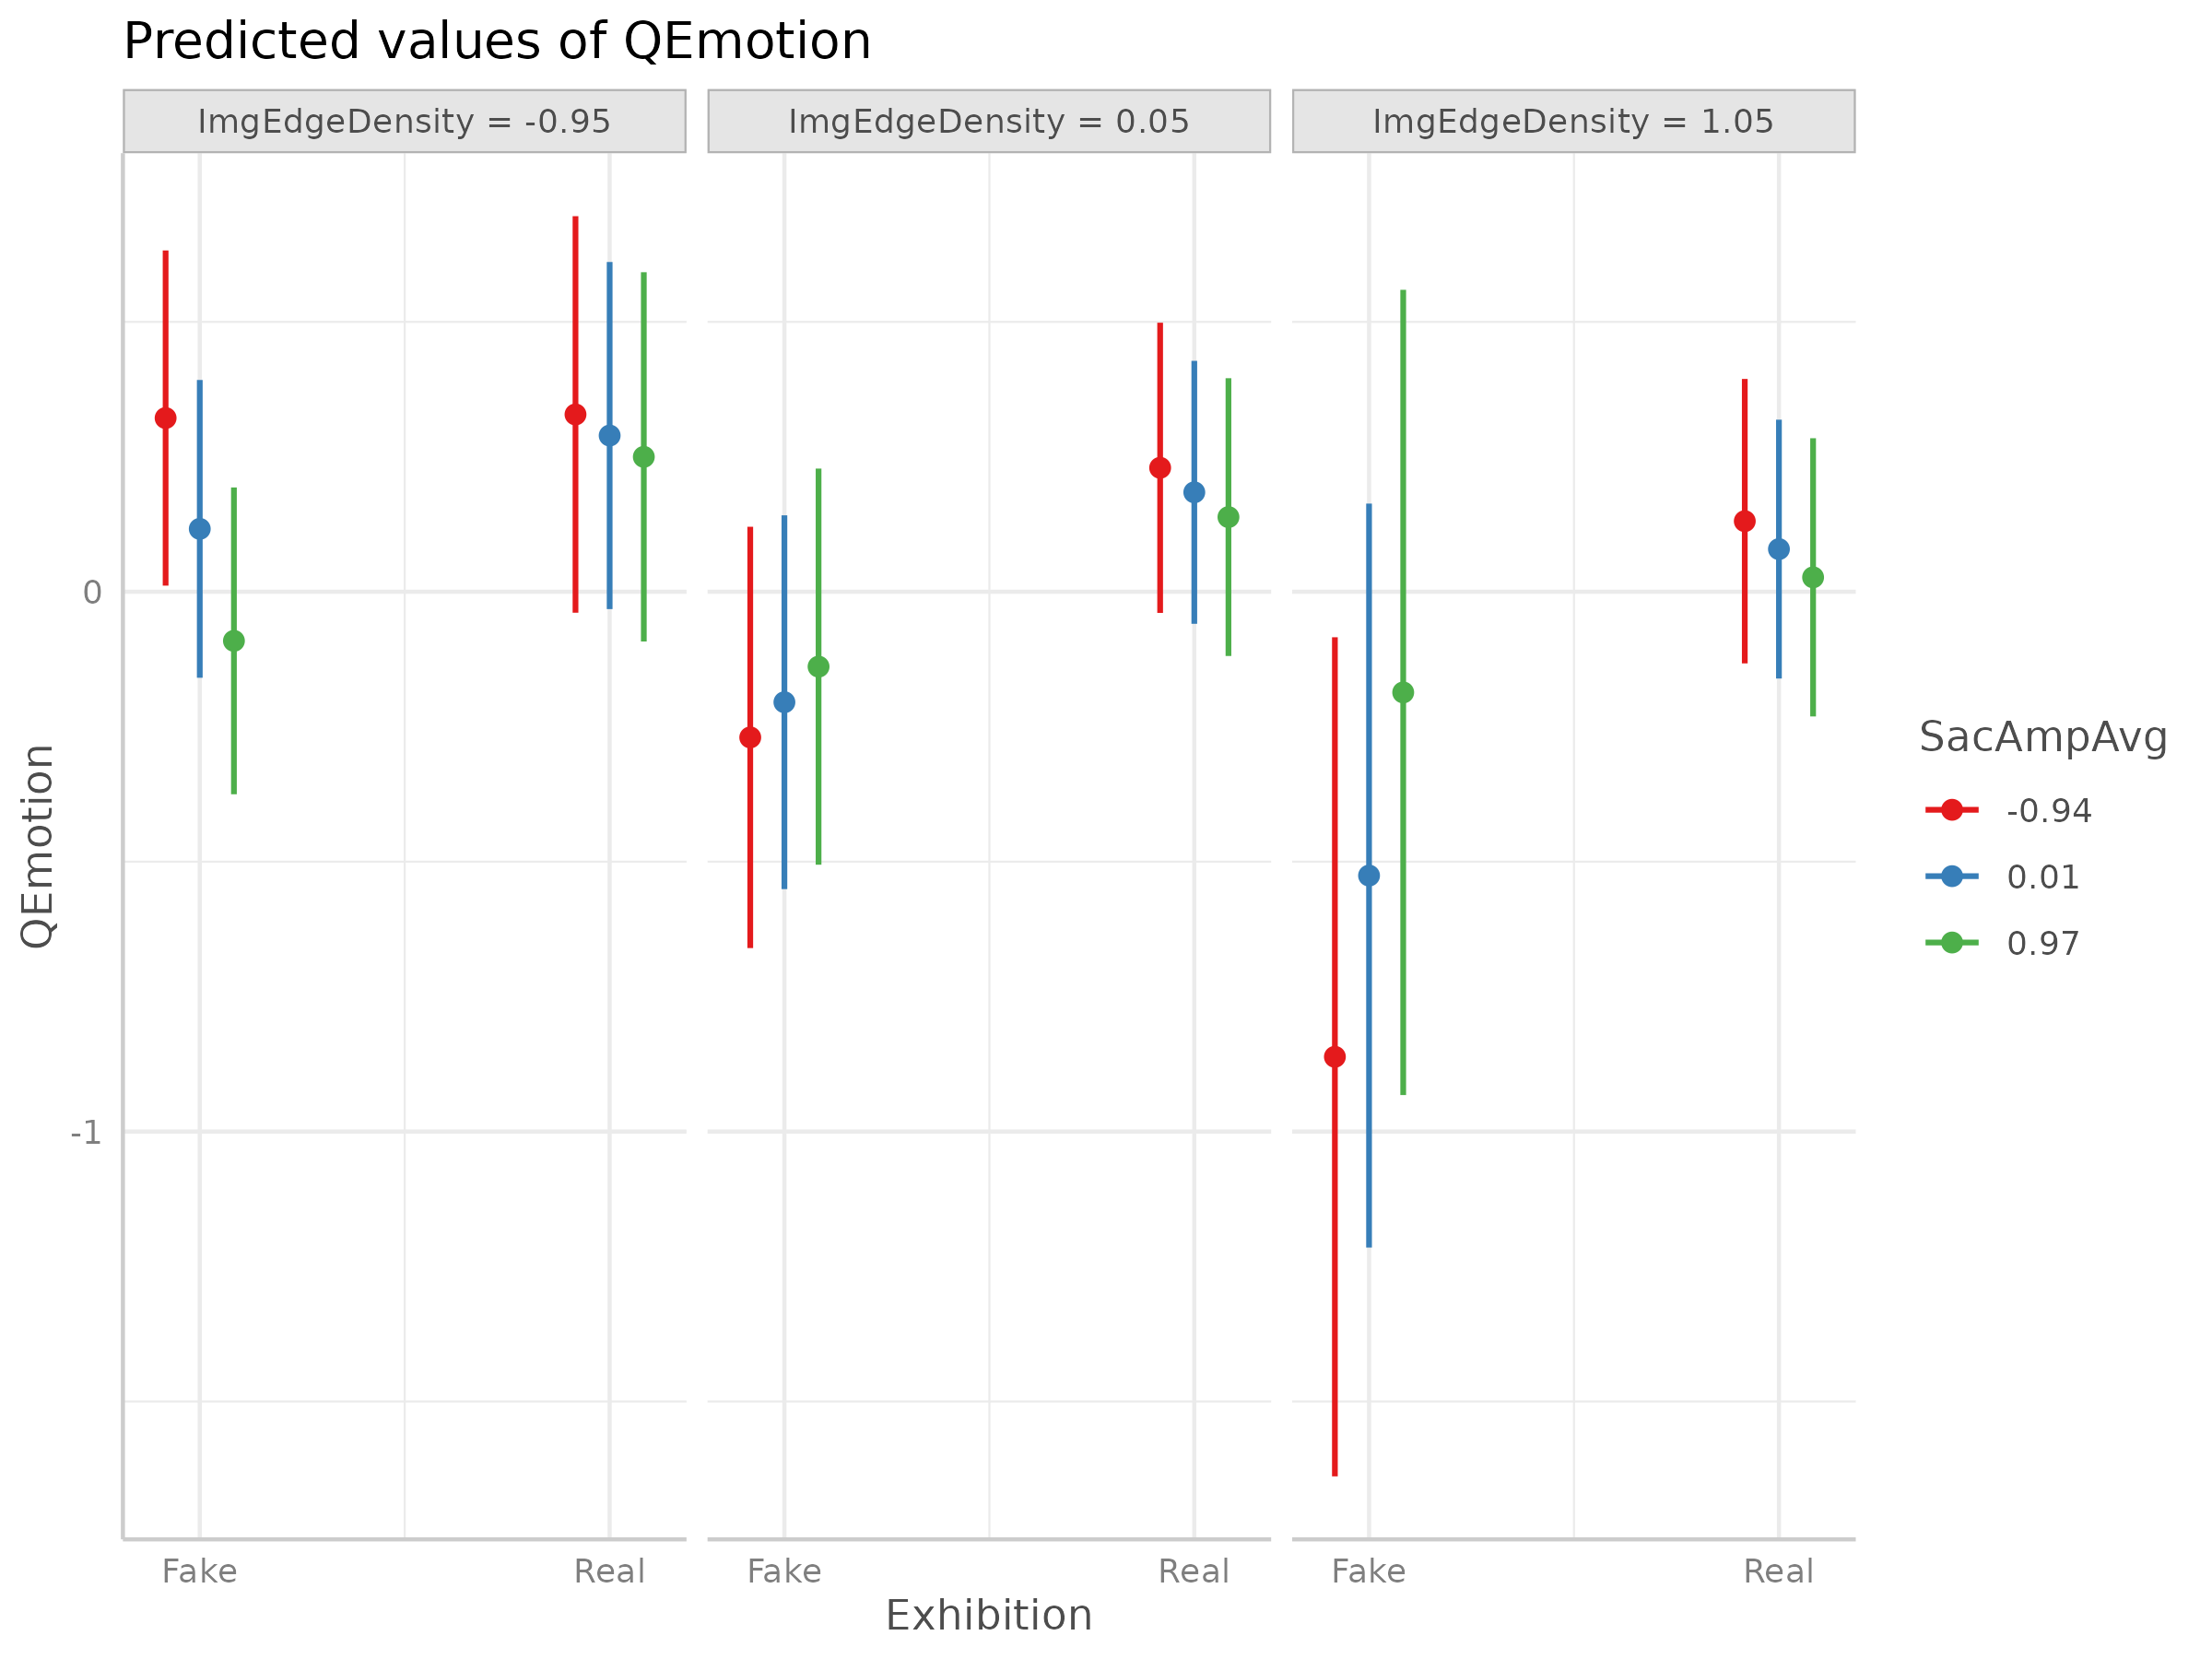 Predicted values of QEmotion
ImgEdgeDensity = -0.95
ImgEdgeDensity = 0.05
ImgEdgeDensity = 1.05
0
-1
QEmotion
Fake
Real
Fake
Real
Fake
Real
Exhibition
SacAmpAvg
-0.94
0.01
0.97